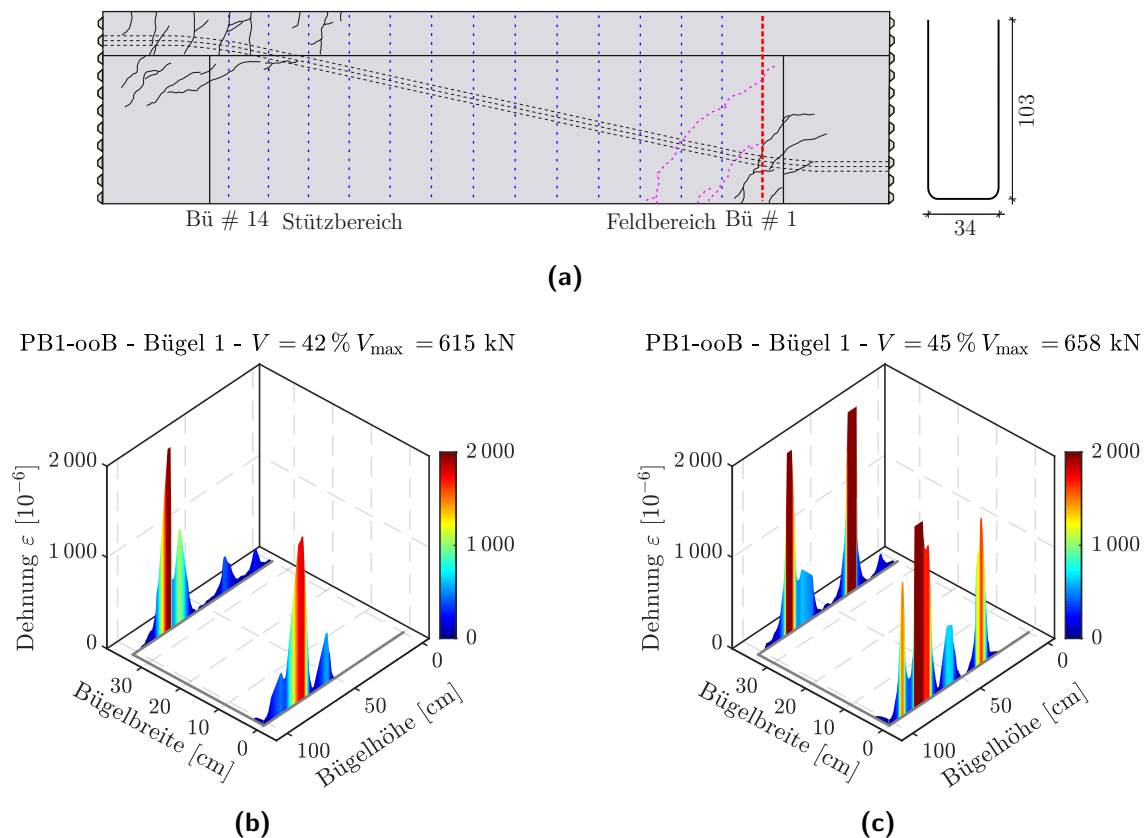 103
34
Bü # 14 Stützbereich Feldbereich Bü # 1
(a)
PB1-ooB - Bügel 1 - V = 42 % Vmax = 615 kN
2 000
1 000
0
Dehnung ε [10⁻⁶]
30
20
10
0
Bügelbreite [cm]
100
50
0
Bügelhöhe [cm]
2 000
1 000
0
(b)
PB1-ooB - Bügel 1 - V = 45 % Vmax = 658 kN
2 000
1 000
0
Dehnung ε [10⁻⁶]
30
20
10
0
Bügelbreite [cm]
100
50
0
Bügelhöhe [cm]
2 000
1 000
0
(c)